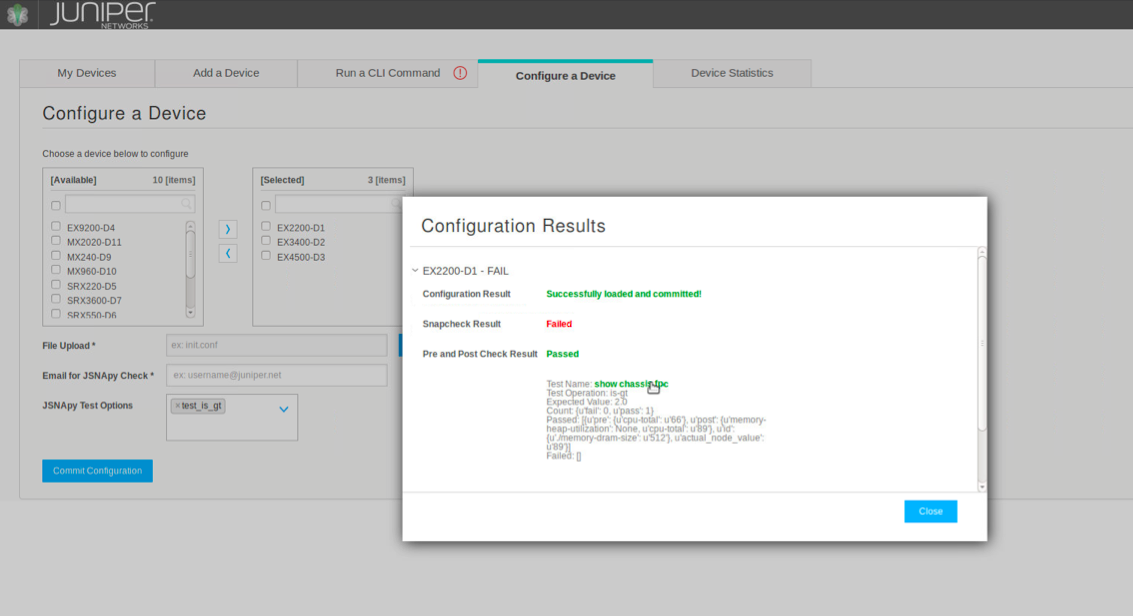 JUNIPER
NETWORKS
My Devices
Add a Device
Run a CLI Command
Configure a Device
Device Statistics
Configure a Device
Choose a device below to configure
[Available] 10 [items]
EX9200-D4
MX2020-D11
MX240-D9
MX960-D10
SRX220-D5
SRX3600-D7
SRX550-D6
[Selected] 3 [items]
EX2200-D1
EX3400-D2
EX4500-D3
File Upload * ex: init.conf
Email for JSNApy Check * ex: username@juniper.net
JSNApy Test Options ×test_is_gt
Commit Configuration
Configuration Results
EX2200-D1 - FAIL
Configuration Result Successfully loaded and committed!
Snapcheck Result Failed
Pre and Post Check Result Passed
Test Name: show chassis fpc
Test Operation: is-gt
Expected Value: 2.0
Count: {u'fail': 0, u'pass': 1}
Passed: [{u'pre': {u'cpu-total': u'66'}, u'post': {u'memory-
heap-utilization': None, u'cpu-total': u'89'}, u'id':
{u'./memory-dram-size': u'512'}, u'actual_node_value':
u'89'}]
Failed: []
Close